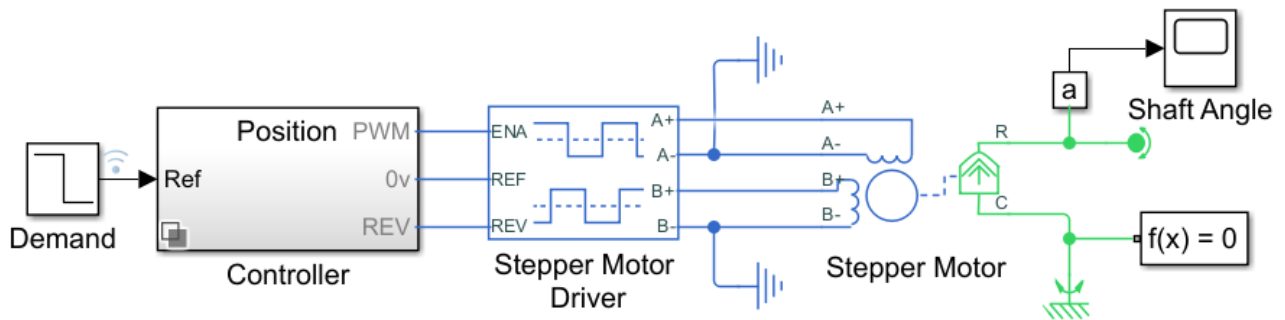 Demand
Position
Ref
PWM
0v
REV
Controller
ENA
REF
REV
A+
A-
B+
B-
Stepper Motor
Driver
A+
A-
B+
B-
Stepper Motor
R
C
a
Shaft Angle
f(x) = 0